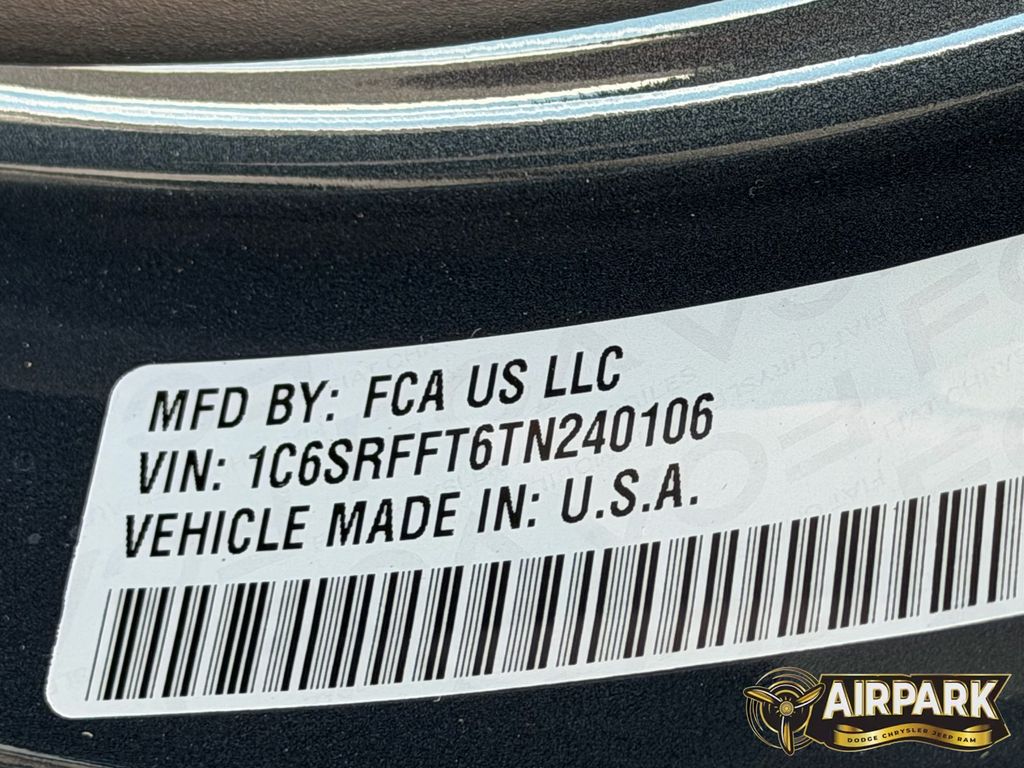 MFD BY: FCA US LLC
VIN: 1C6SRFFT6TN240106
VEHICLE MADE IN: U.S.A.
AIRPARK
DODGE CHRYSLER JEEP RAM